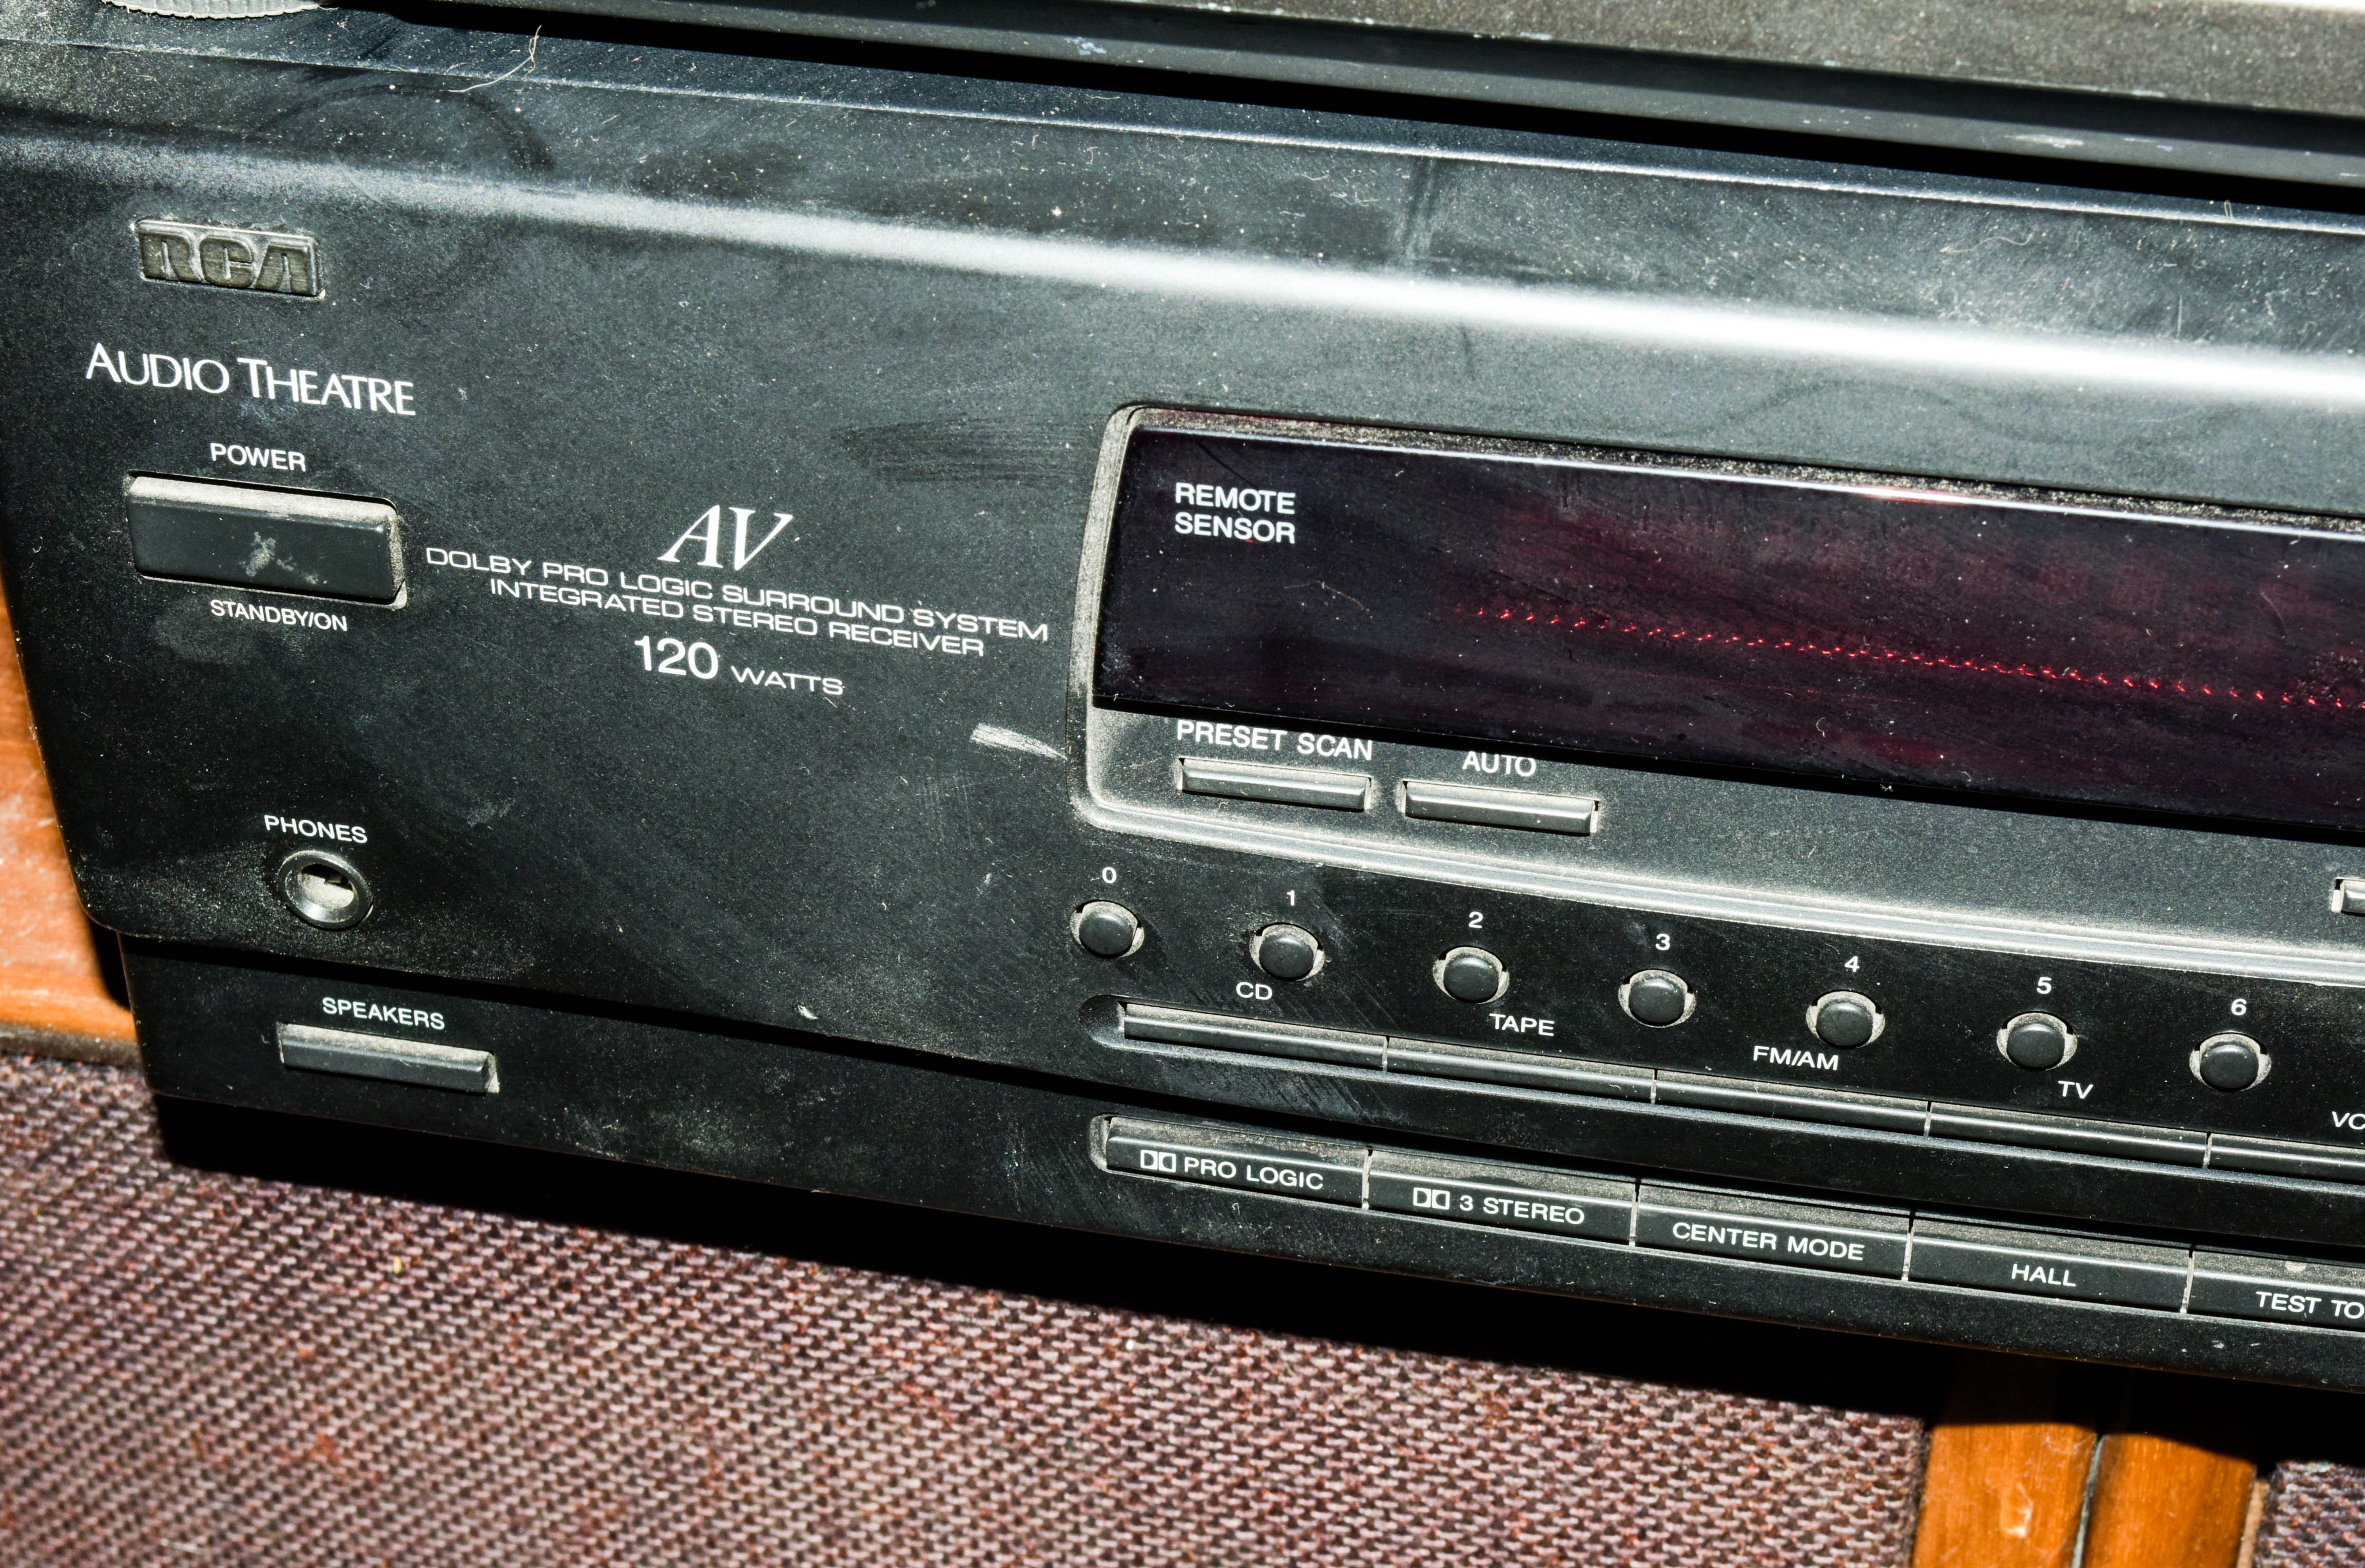 RCA
AUDIO THEATRE
POWER
STANDBY/ON
AV
DOLBY PRO LOGIC SURROUND SYSTEM
INTEGRATED STEREO RECEIVER
120 WATTS
REMOTE
SENSOR
PRESET SCAN
AUTO
PHONES
SPEAKERS
0 1 2 3 4 5 6
CD TAPE FM/AM TV
PRO LOGIC
3 STEREO
CENTER MODE
HALL
TEST